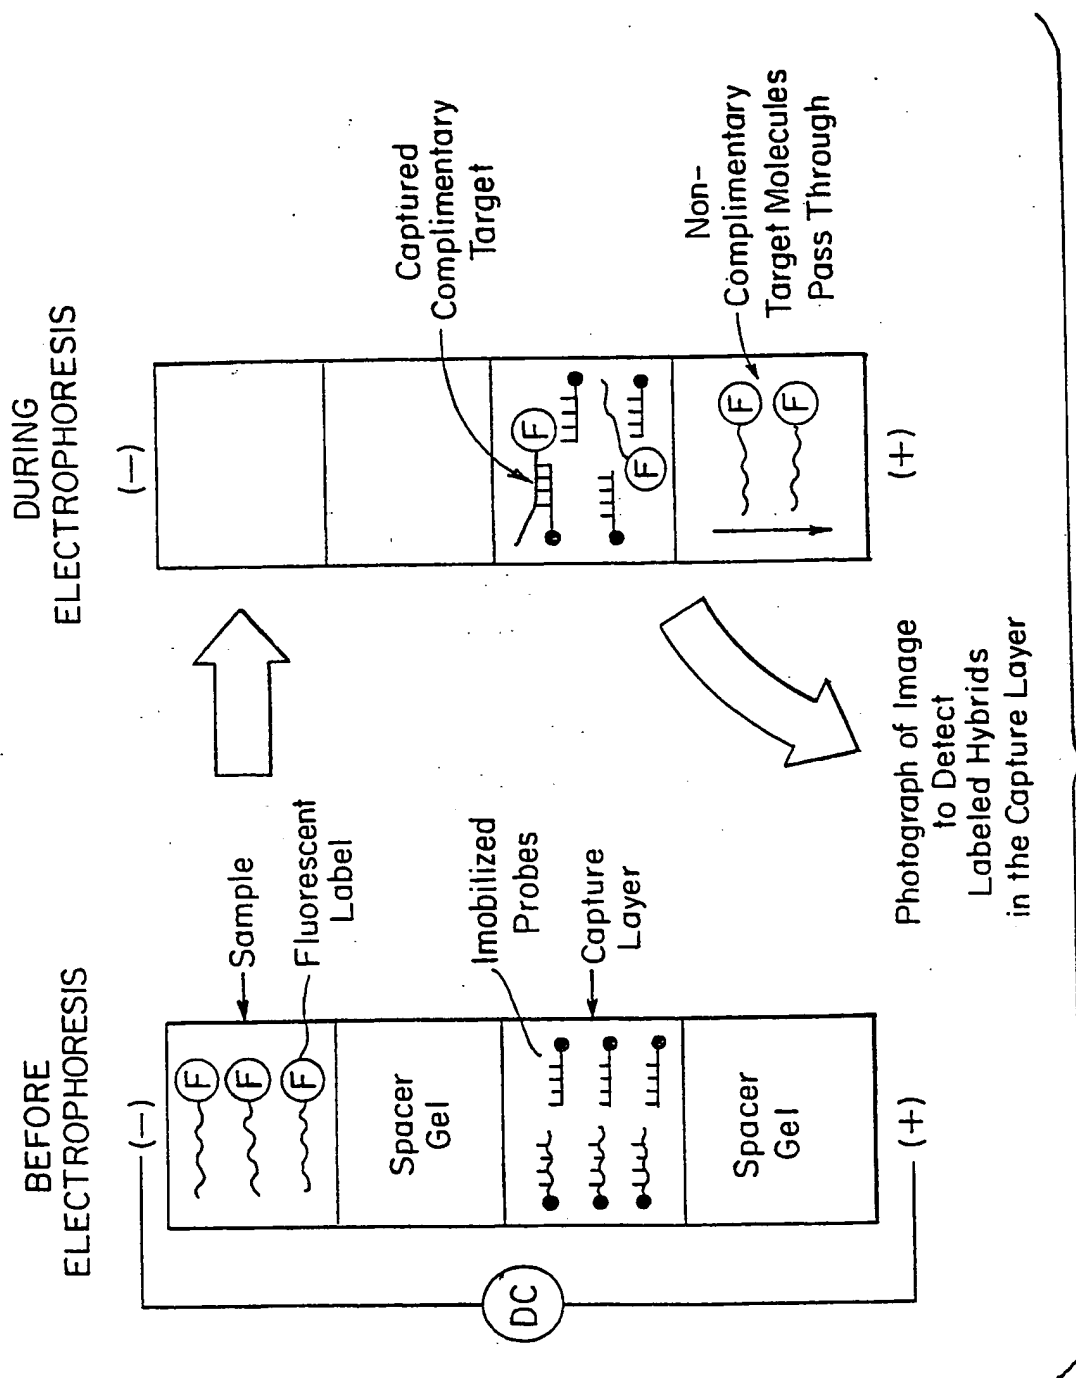 BEFORE
ELECTROPHORESIS
(−)
F
F
F
Sample
Fluorescent
Label
Spacer
Gel
Imobilized
Probes
Capture
Layer
Spacer
Gel
(+)
DC
DURING
ELECTROPHORESIS
(−)
Captured
Complimentary
Target
F
F
Non-
Complimentary
Target Molecules
Pass Through
F
F
(+)
Photograph of Image
to Detect
Labeled Hybrids
in the Capture Layer